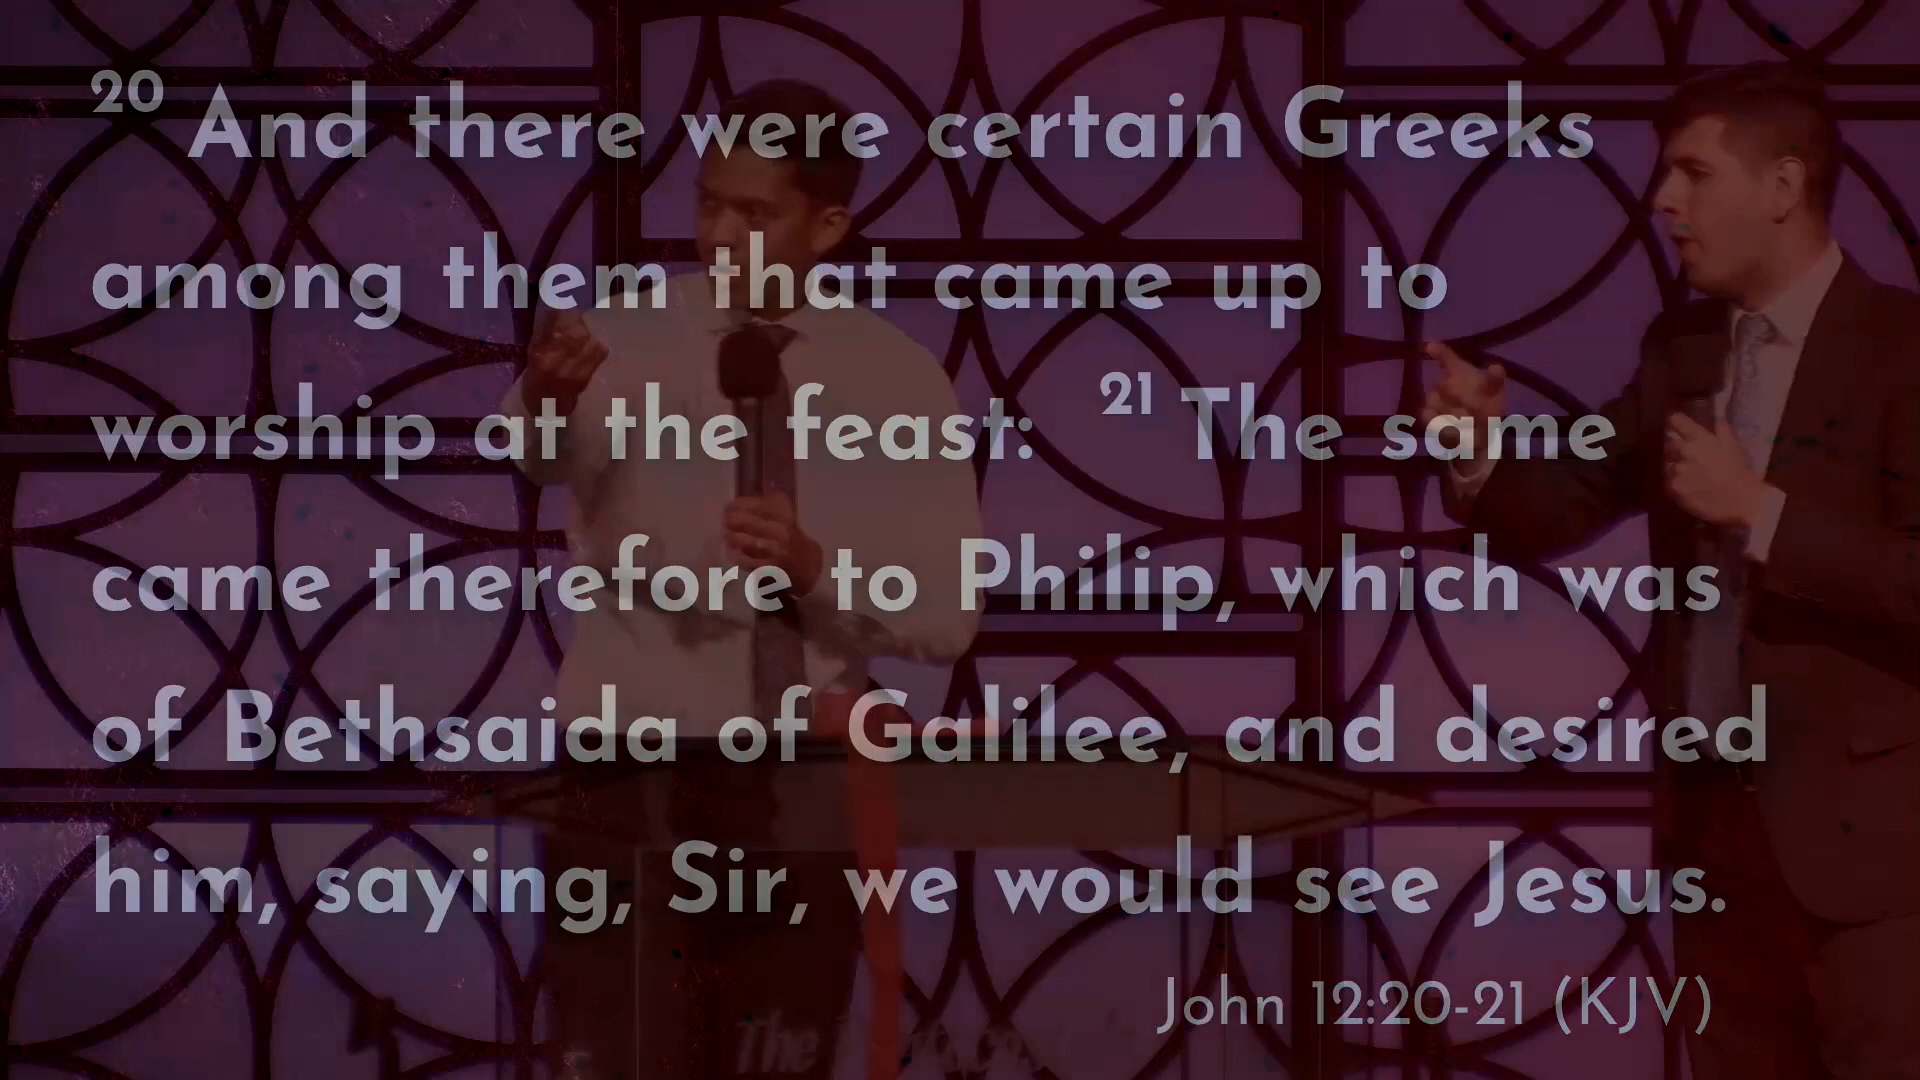 20 And there were certain Greeks
among them that came up to
worship at the feast: 21 The same
came therefore to Philip, which was
of Bethsaida of Galilee, and desired
him, saying, Sir, we would see Jesus.
John 12:20-21 (KJV)
The